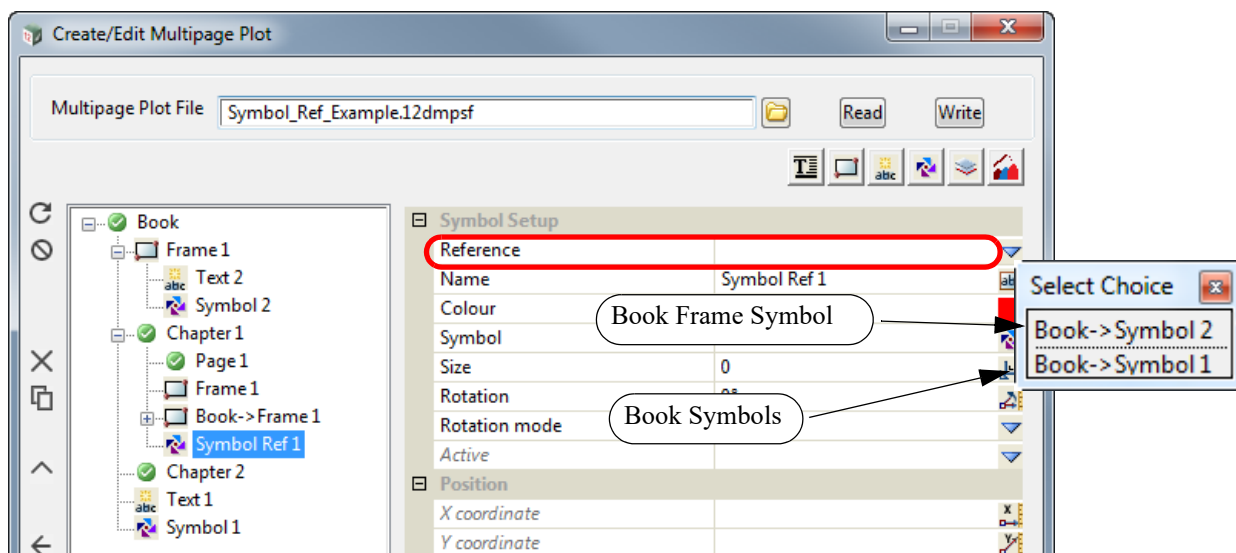 Create/Edit Multipage Plot
Multipage Plot File
Symbol_Ref_Example.12dmpsf
Read
Write
abc
Book
Frame 1
Text 2
Symbol 2
Chapter 1
Page 1
Frame 1
Book->Frame 1
Symbol Ref 1
Chapter 2
Text 1
Symbol 1
Symbol Setup
Reference
Name Symbol Ref 1
Colour
Symbol
Size 0
Rotation
Rotation mode
Active
Position
X coordinate
Y coordinate
Book Frame Symbol
Book Symbols
Select Choice
Book->Symbol 2
Book->Symbol 1